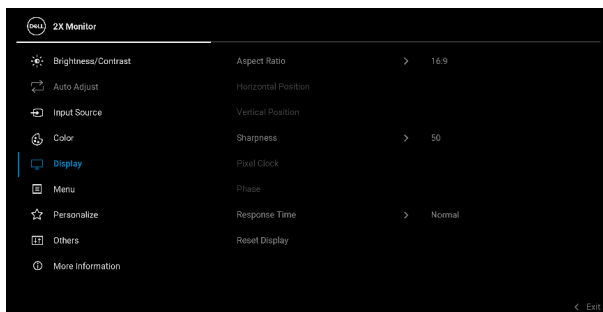 DELL 2X Monitor
Brightness/Contrast Aspect Ratio > 16:9
Auto Adjust Horizontal Position
Input Source Vertical Position
Color Sharpness > 50
Display Pixel Clock
Menu Phase
Personalize Response Time > Normal
Others Reset Display
More Information
< Exit